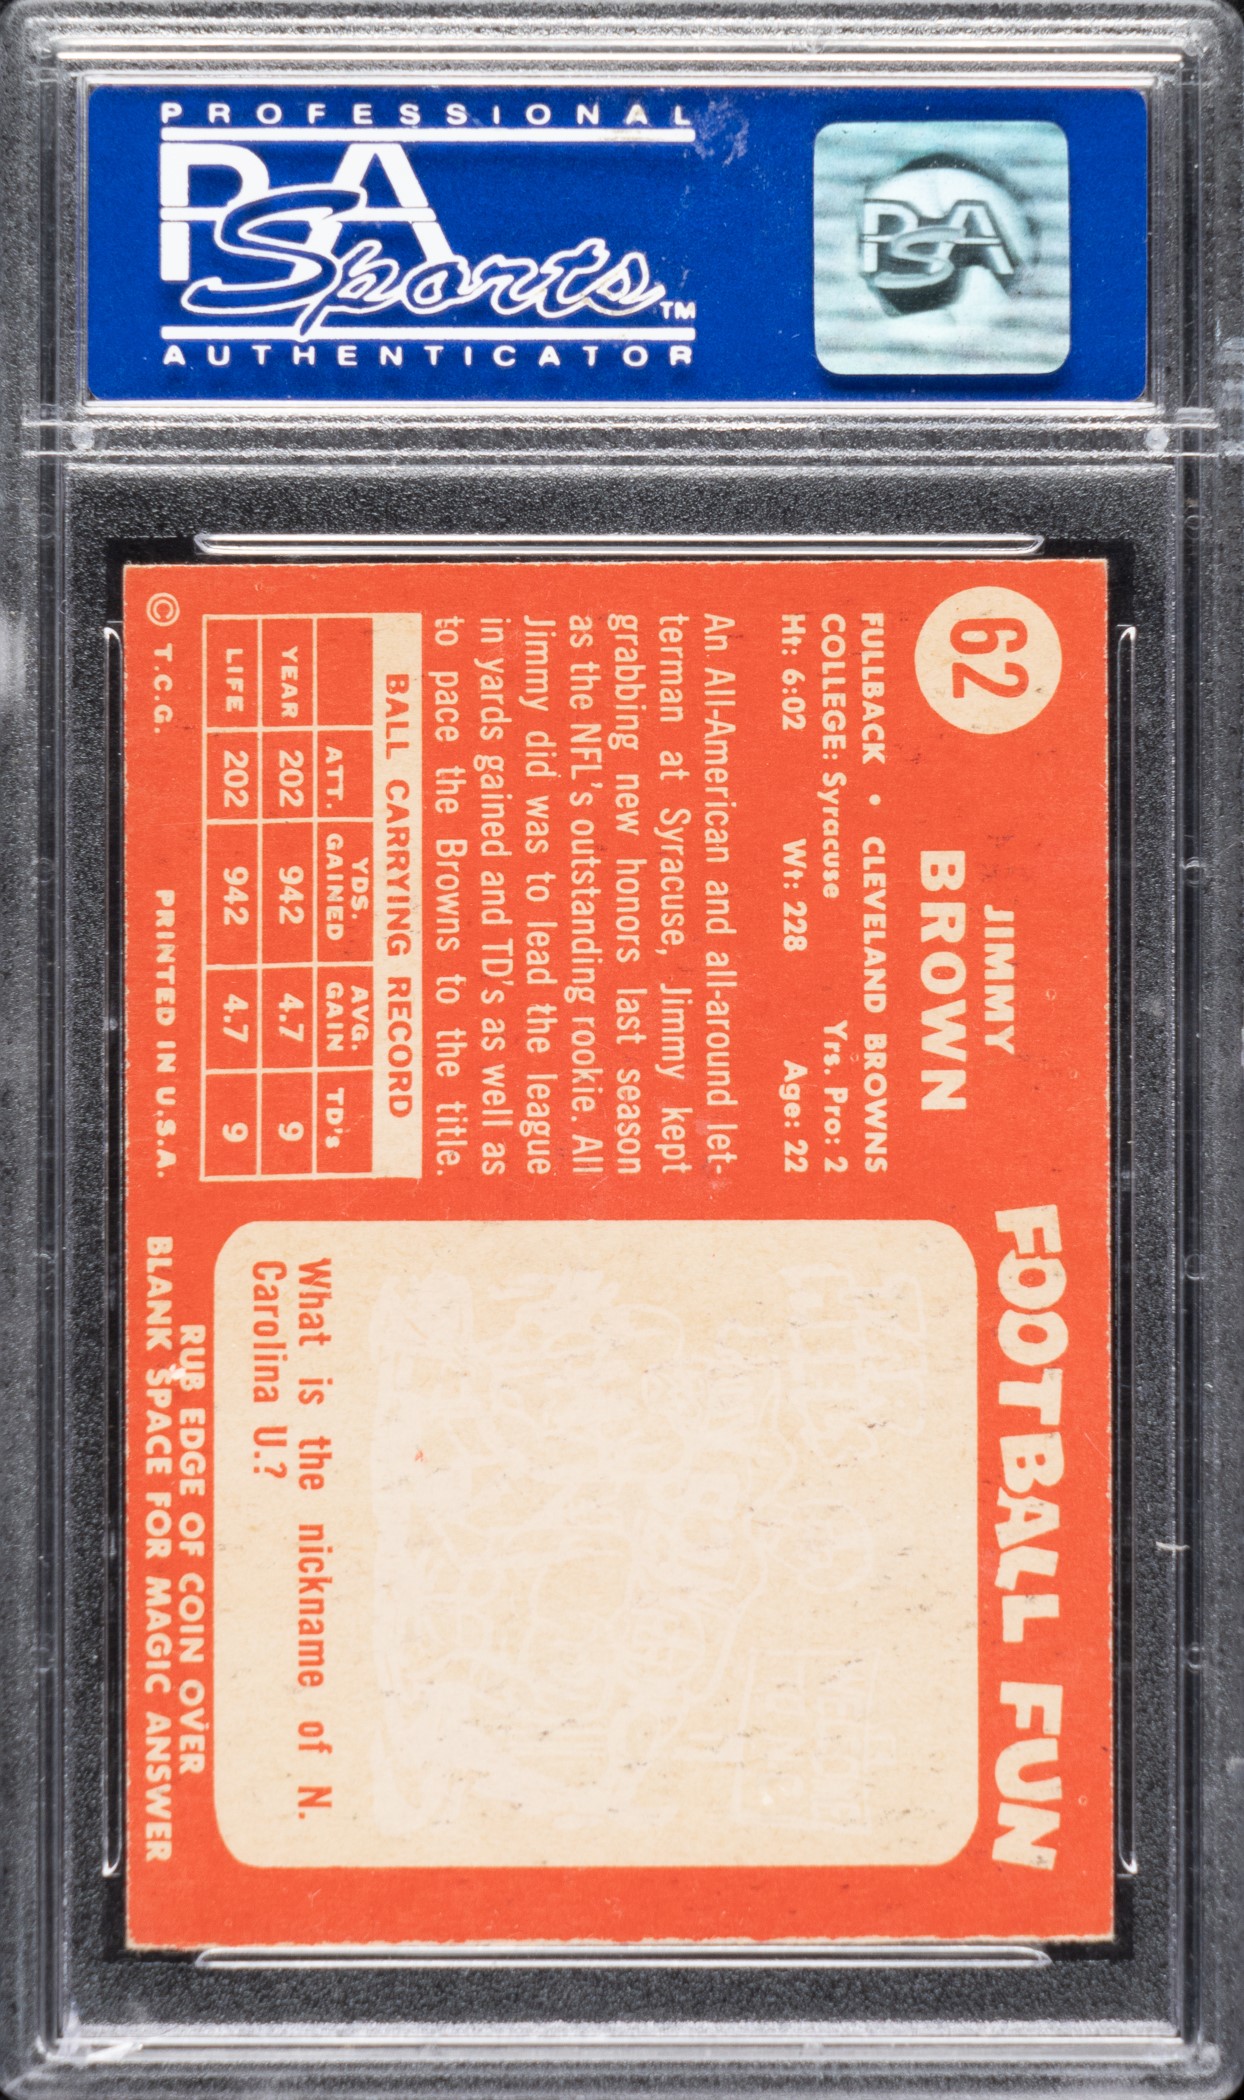 PROFESSIONAL
PSA
Sports™
AUTHENTICATOR
PSA
62
JIMMY
BROWN
FULLBACK • CLEVELAND BROWNS
COLLEGE: Syracuse Yrs. Pro: 2
Ht: 6:02 Wt: 228 Age: 22
An All-American and all-around let-
terman at Syracuse, Jimmy kept
grabbing new honors last season
as the NFL's outstanding rookie. All
Jimmy did was to lead the league
in yards gained and TD's as well as
to pace the Browns to the title.
BALL CARRYING RECORD
ATT. YDS. GAINED AVG. GAIN TD's
YEAR 202 942 4.7 9
LIFE 202 942 4.7 9
© T.C.G. PRINTED IN U.S.A.
FOOTBALL FUN
What is the nickname of N.
Carolina U.?
RUB EDGE OF COIN OVER
BLANK SPACE FOR MAGIC ANSWER